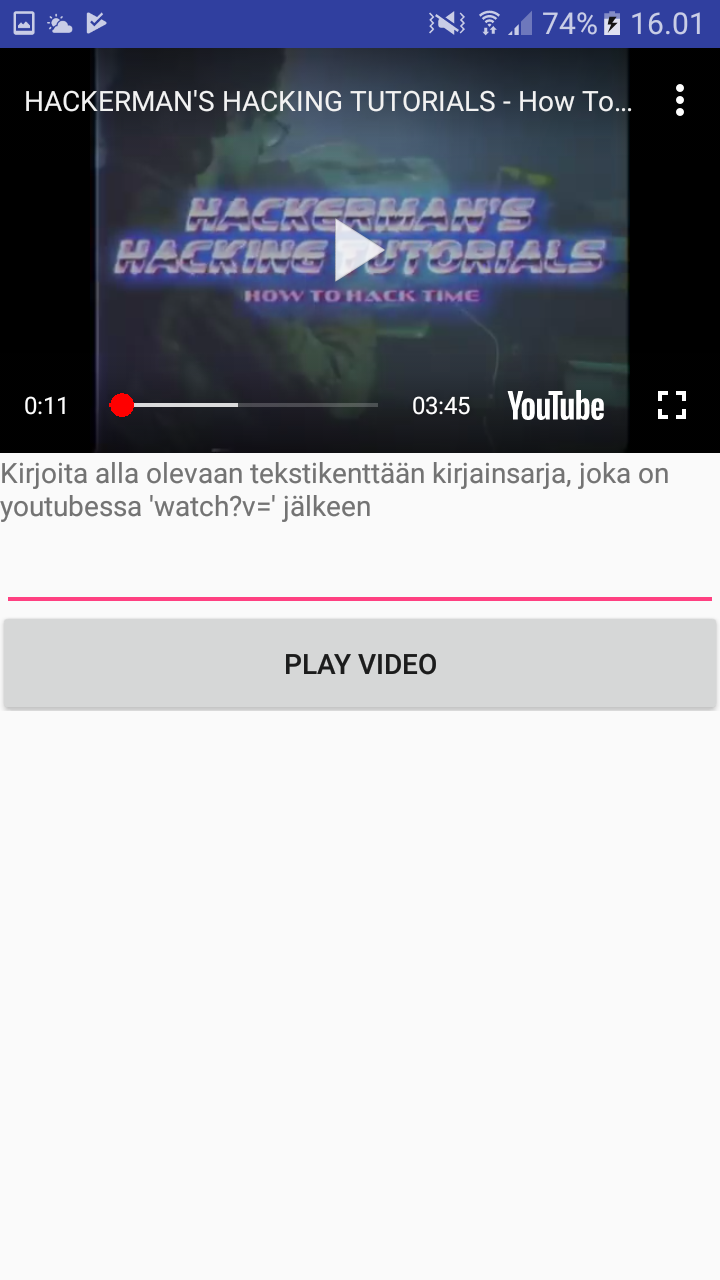 74% 16.01
HACKERMAN'S HACKING TUTORIALS - How To...
HACKERMAN'S
HACKING TUTORIALS
HOW TO HACK TIME
0:11 03:45 YouTube
Kirjoita alla olevaan tekstikenttään kirjainsarja, joka on
youtubessa 'watch?v=' jälkeen
PLAY VIDEO